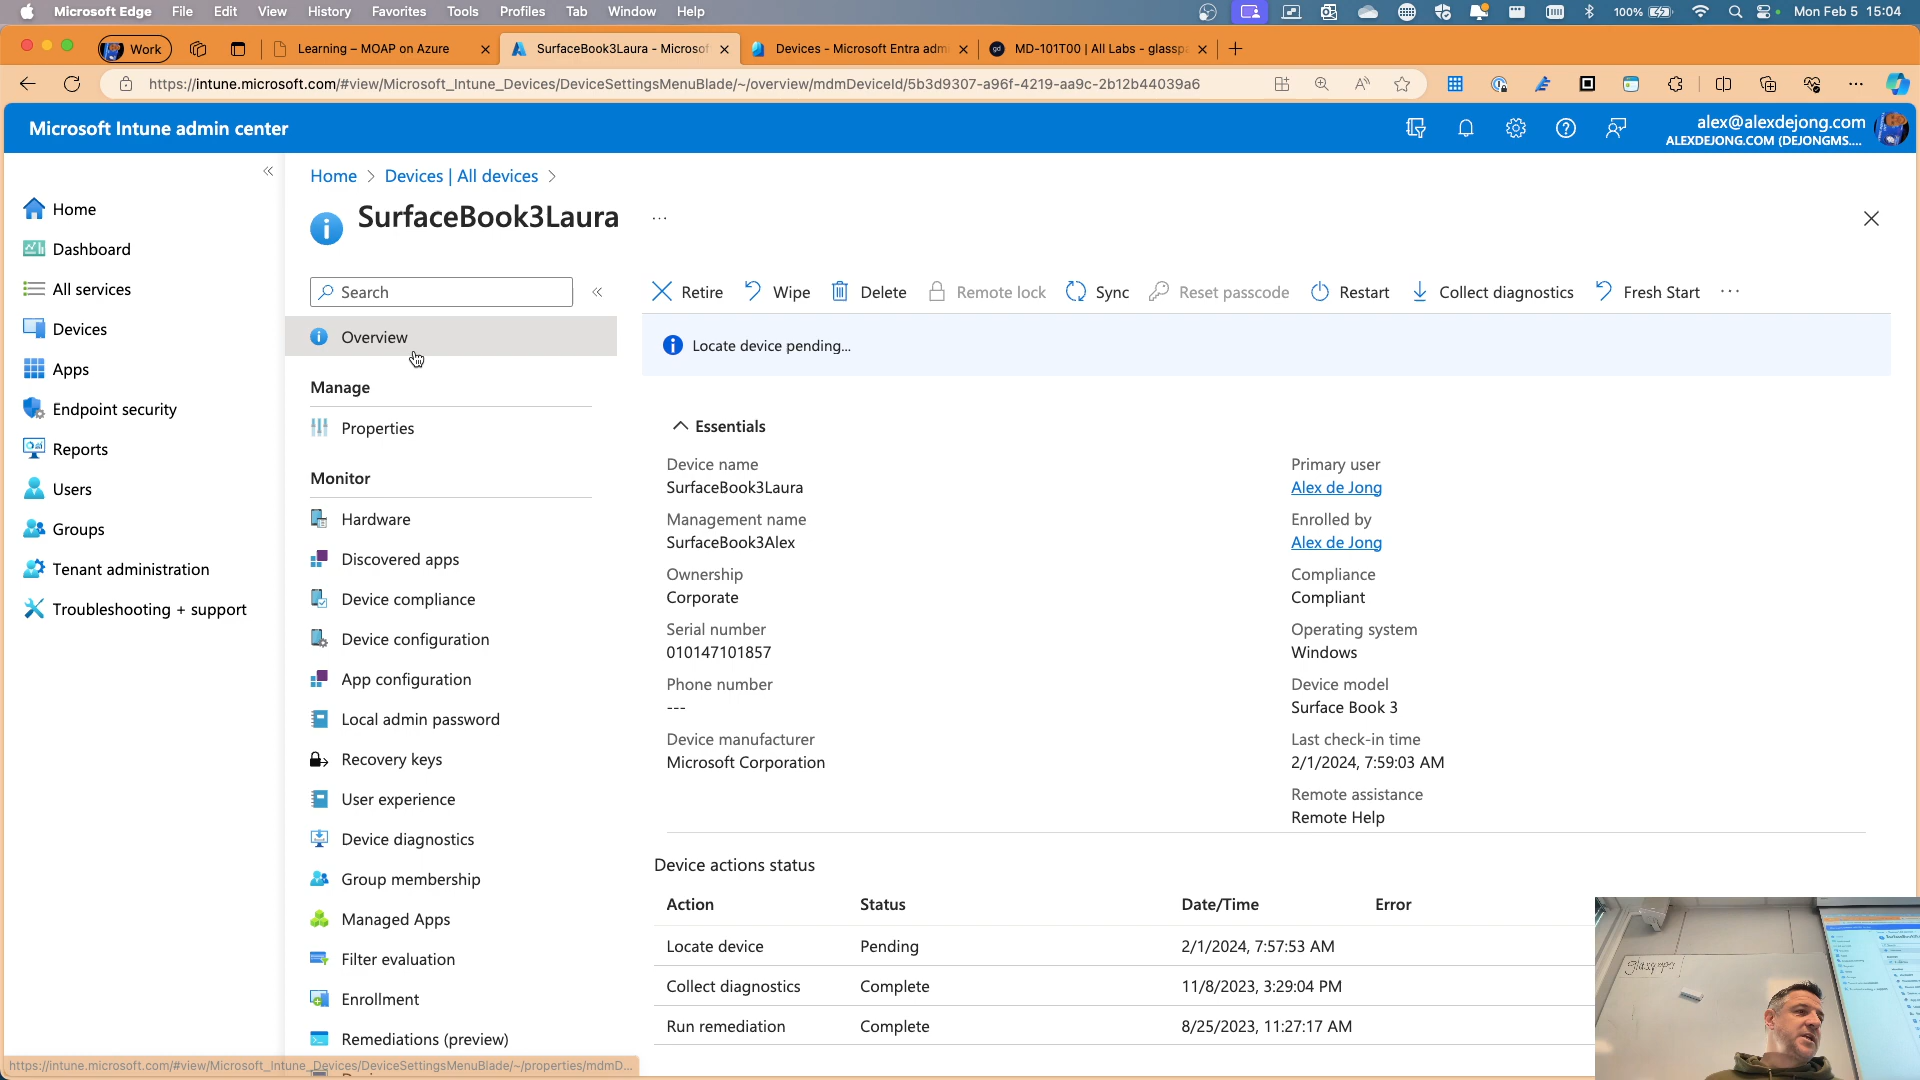 Microsoft Edge File Edit View History Favorites Tools Profiles Tab Window Help 100% Mon Feb 5 15:04
Work Learning – MOAP on Azure SurfaceBook3Laura - Microsof Devices - Microsoft Entra adm MD-101T00 | All Labs - glasspa
https://intune.microsoft.com/#view/Microsoft_Intune_Devices/DeviceSettingsMenuBlade/~/overview/mdmDeviceId/5b3d9307-a96f-4219-aa9c-2b12b44039a6
Microsoft Intune admin center
alex@alexdejong.com
ALEXDEJONG.COM (DEJONGMS....
Home
Dashboard
All services
Devices
Apps
Endpoint security
Reports
Users
Groups
Tenant administration
Troubleshooting + support
Home > Devices | All devices >
SurfaceBook3Laura ...
Search
Overview
Manage
Properties
Monitor
Hardware
Discovered apps
Device compliance
Device configuration
App configuration
Local admin password
Recovery keys
User experience
Device diagnostics
Group membership
Managed Apps
Filter evaluation
Enrollment
Remediations (preview)
Retire Wipe Delete Remote lock Sync Reset passcode Restart Collect diagnostics Fresh Start ...
Locate device pending...
Essentials
Device name
SurfaceBook3Laura
Management name
SurfaceBook3Alex
Ownership
Corporate
Serial number
010147101857
Phone number
---
Device manufacturer
Microsoft Corporation
Primary user
Alex de Jong
Enrolled by
Alex de Jong
Compliance
Compliant
Operating system
Windows
Device model
Surface Book 3
Last check-in time
2/1/2024, 7:59:03 AM
Remote assistance
Remote Help
Device actions status
Action Status Date/Time Error
Locate device Pending 2/1/2024, 7:57:53 AM
Collect diagnostics Complete 11/8/2023, 3:29:04 PM
Run remediation Complete 8/25/2023, 11:27:17 AM
https://intune.microsoft.com/#view/Microsoft_Intune_Devices/DeviceSettingsMenuBlade/~/properties/mdmD...